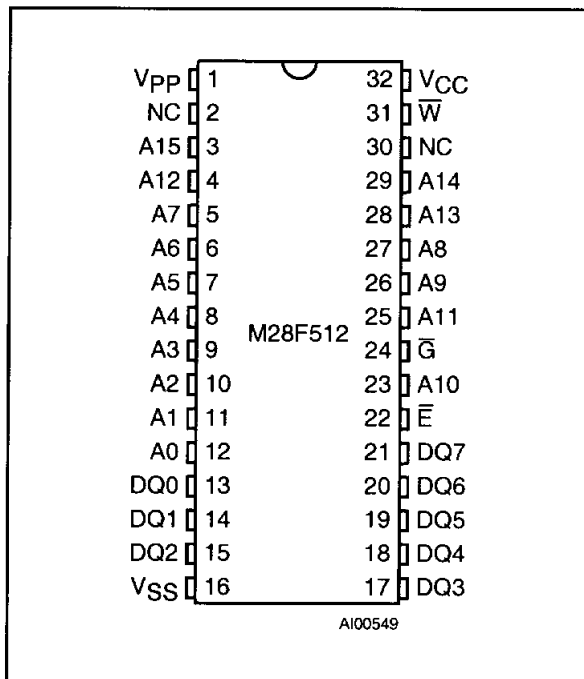 VPP 1 32 VCC
NC 2 31 W̅
A15 3 30 NC
A12 4 29 A14
A7 5 28 A13
A6 6 27 A8
A5 7 26 A9
A4 8 25 A11
M28F512
A3 9 24 G̅
A2 10 23 A10
A1 11 22 E̅
A0 12 21 DQ7
DQ0 13 20 DQ6
DQ1 14 19 DQ5
DQ2 15 18 DQ4
VSS 16 17 DQ3
AI00549